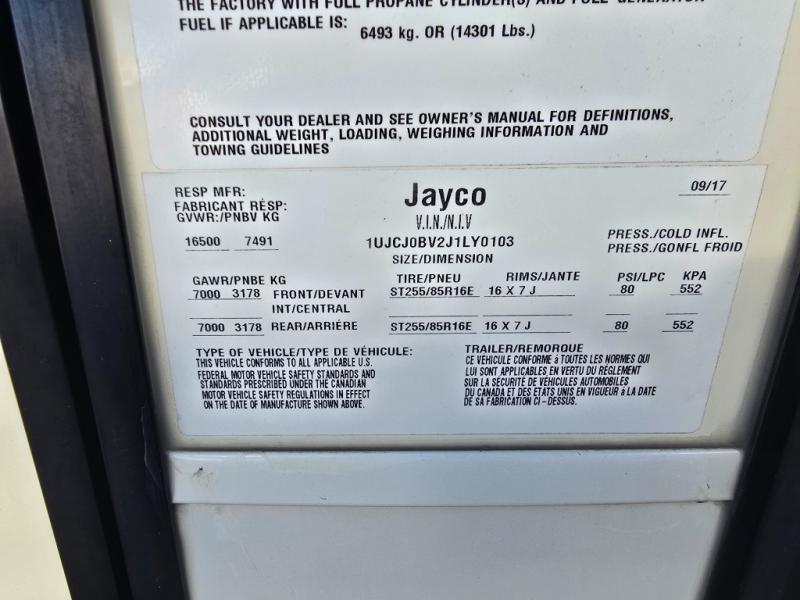 THE FACTORY WITH FULL PROPANE CYLINDER(S) AND FULL GENERATOR
FUEL IF APPLICABLE IS: 6493 kg. OR (14301 Lbs.)
CONSULT YOUR DEALER AND SEE OWNER'S MANUAL FOR DEFINITIONS,
ADDITIONAL WEIGHT, LOADING, WEIGHING INFORMATION AND
TOWING GUIDELINES
RESP MFR: Jayco 09/17
FABRICANT RÉSP:
GVWR:/PNBV KG V.I.N./N.I.V
16500 7491 1UJCJ0BV2J1LY0103 PRESS./COLD INFL.
SIZE/DIMENSION PRESS./GONFL FROID
GAWR/PNBE KG TIRE/PNEU RIMS/JANTE PSI/LPC KPA
7000 3178 FRONT/DEVANT ST255/85R16E 16 X 7 J 80 552
INT/CENTRAL
7000 3178 REAR/ARRIÈRE ST255/85R16E 16 X 7 J 80 552
TYPE OF VEHICLE/TYPE DE VÉHICULE: TRAILER/REMORQUE
THIS VEHICLE CONFORMS TO ALL APPLICABLE U.S.
FEDERAL MOTOR VEHICLE SAFETY STANDARDS AND
STANDARDS PRESCRIBED UNDER THE CANADIAN
MOTOR VEHICLE SAFETY REGULATIONS IN EFFECT
ON THE DATE OF MANUFACTURE SHOWN ABOVE.
CE VÉHICULE CONFORME à TOUTES LES NORMES QUI
LUI SONT APPLICABLES EN VERTU DU RÉGLEMENT
SUR LA SÉCURITÉ DE VÉHICULES AUTOMOBILES
DU CANADA ET DES ÉTATS UNIS EN VIGUEUR à LA DATE
DE SA FABRICATION CI-DESSUS.